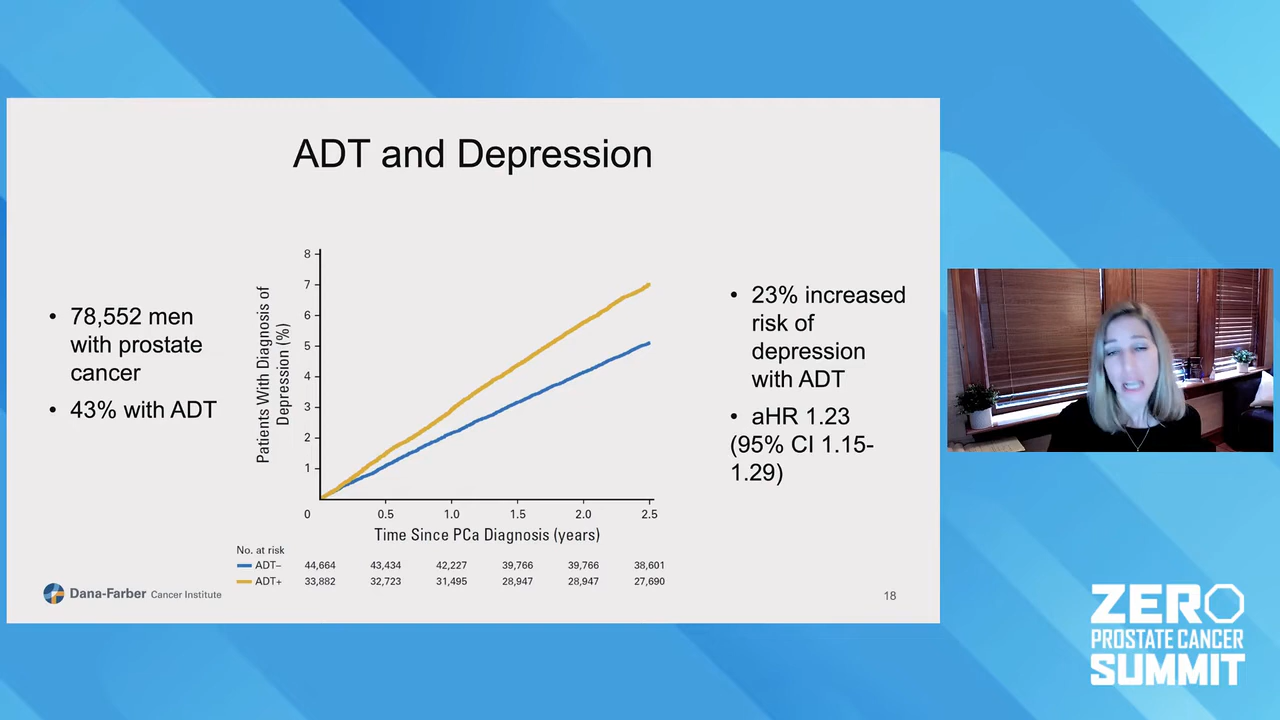 ADT and Depression
• 78,552 men
with prostate
cancer
• 43% with ADT
Patients With Diagnosis of
Depression (%)
8
7
6
5
4
3
2
1
0 0.5 1.0 1.5 2.0 2.5
Time Since PCa Diagnosis (years)
No. at risk
ADT– 44,664 43,434 42,227 39,766 39,766 38,601
ADT+ 33,882 32,723 31,495 28,947 28,947 27,690
• 23% increased
risk of
depression
with ADT
• aHR 1.23
(95% CI 1.15-
1.29)
Dana-Farber Cancer Institute
18
ZERO
PROSTATE CANCER
SUMMIT